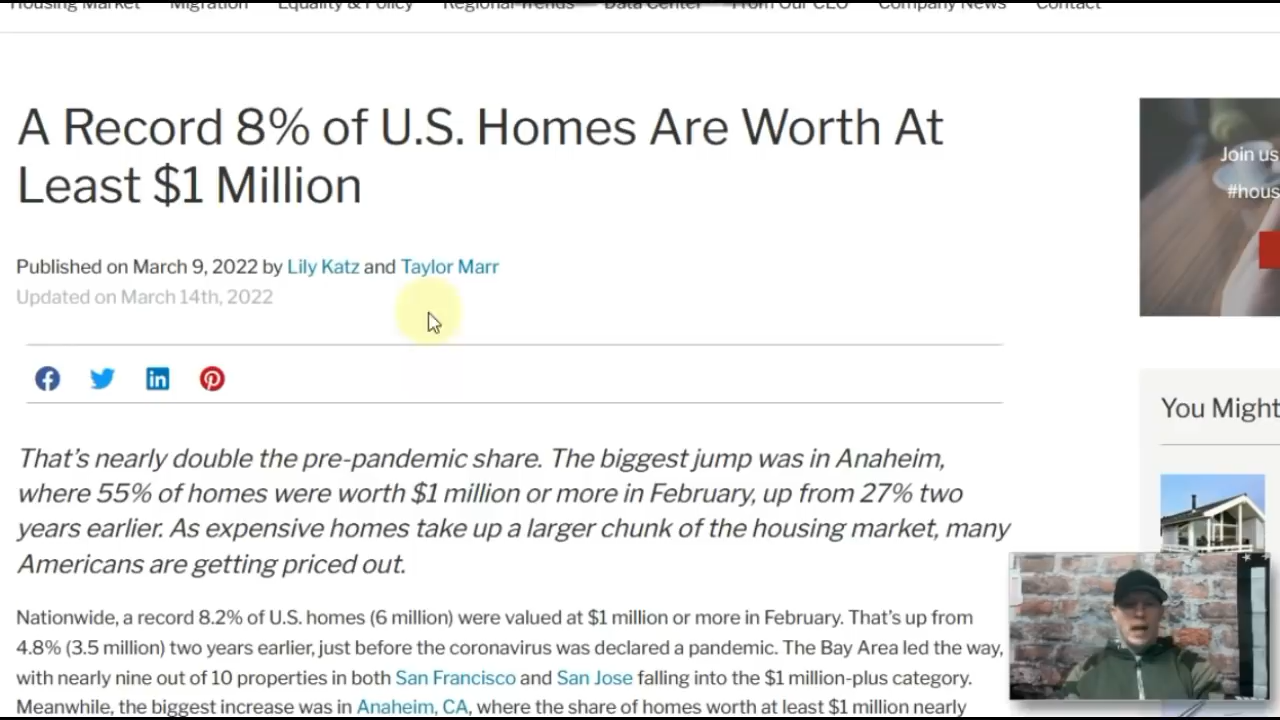 Housing Market Migration Equality & Policy Regional Trends Data Center From Our CEO Company News Contact
A Record 8% of U.S. Homes Are Worth At
Least $1 Million
Published on March 9, 2022 by Lily Katz and Taylor Marr
Updated on March 14th, 2022
Join us
#hous
You Might
That's nearly double the pre-pandemic share. The biggest jump was in Anaheim,
where 55% of homes were worth $1 million or more in February, up from 27% two
years earlier. As expensive homes take up a larger chunk of the housing market, many
Americans are getting priced out.
Nationwide, a record 8.2% of U.S. homes (6 million) were valued at $1 million or more in February. That's up from
4.8% (3.5 million) two years earlier, just before the coronavirus was declared a pandemic. The Bay Area led the way,
with nearly nine out of 10 properties in both San Francisco and San Jose falling into the $1 million-plus category.
Meanwhile, the biggest increase was in Anaheim, CA, where the share of homes worth at least $1 million nearly